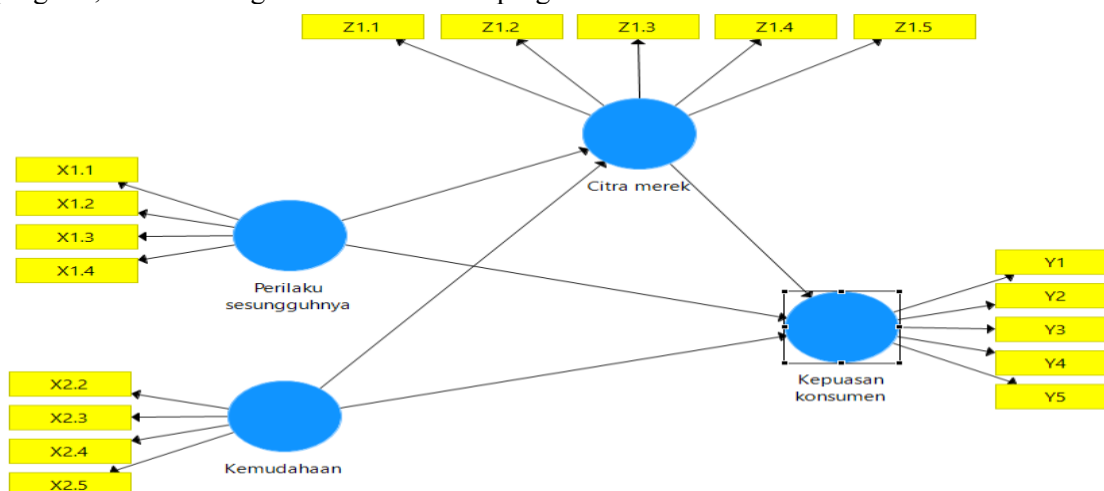 Z1.1
Z1.2
Z1.3
Z1.4
Z1.5
Citra merek
X1.1
X1.2
X1.3
X1.4
Perilaku
sesungguhnya
Y1
Y2
Y3
Y4
Y5
Kepuasan
konsumen
X2.2
X2.3
X2.4
X2.5
Kemudahaan